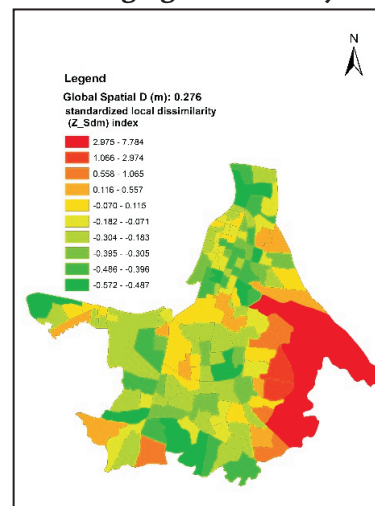 N
Legend
Global Spatial D (m): 0.276
standardized local dissimilarity
(Z_Sdm) index
2.975 - 7.784
1.066 - 2.974
0.558 - 1.065
0.116 - 0.557
-0.070 - 0.115
-0.182 - -0.071
-0.304 - -0.183
-0.395 - -0.305
-0.486 - -0.396
-0.572 - -0.487